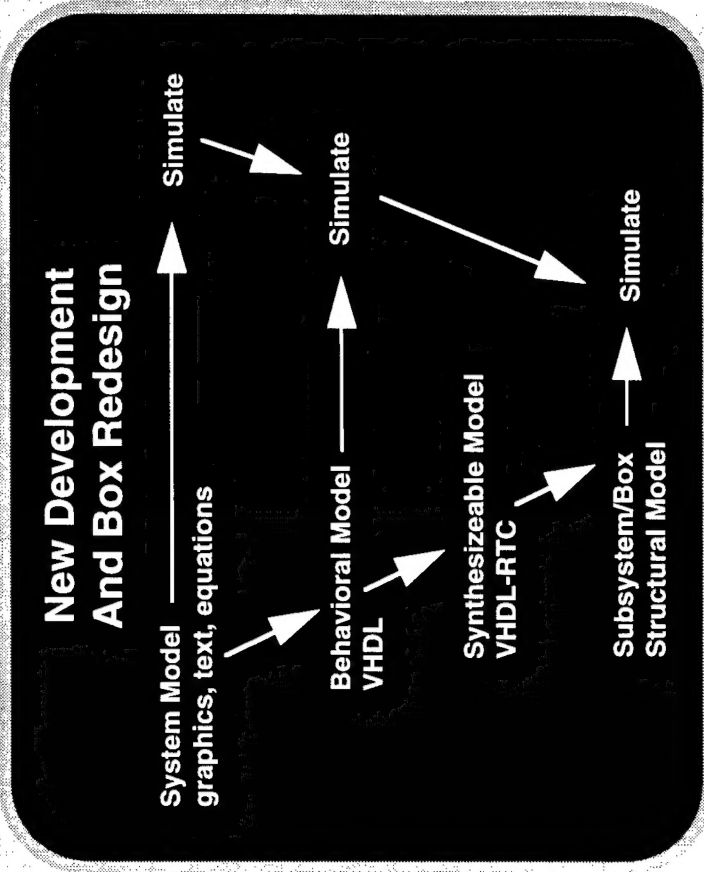 New Development
And Box Redesign
System Model
graphics, text, equations
Simulate
Behavioral Model
VHDL
Simulate
Synthesizeable Model
VHDL-RTC
Subsystem/Box
Structural Model
Simulate